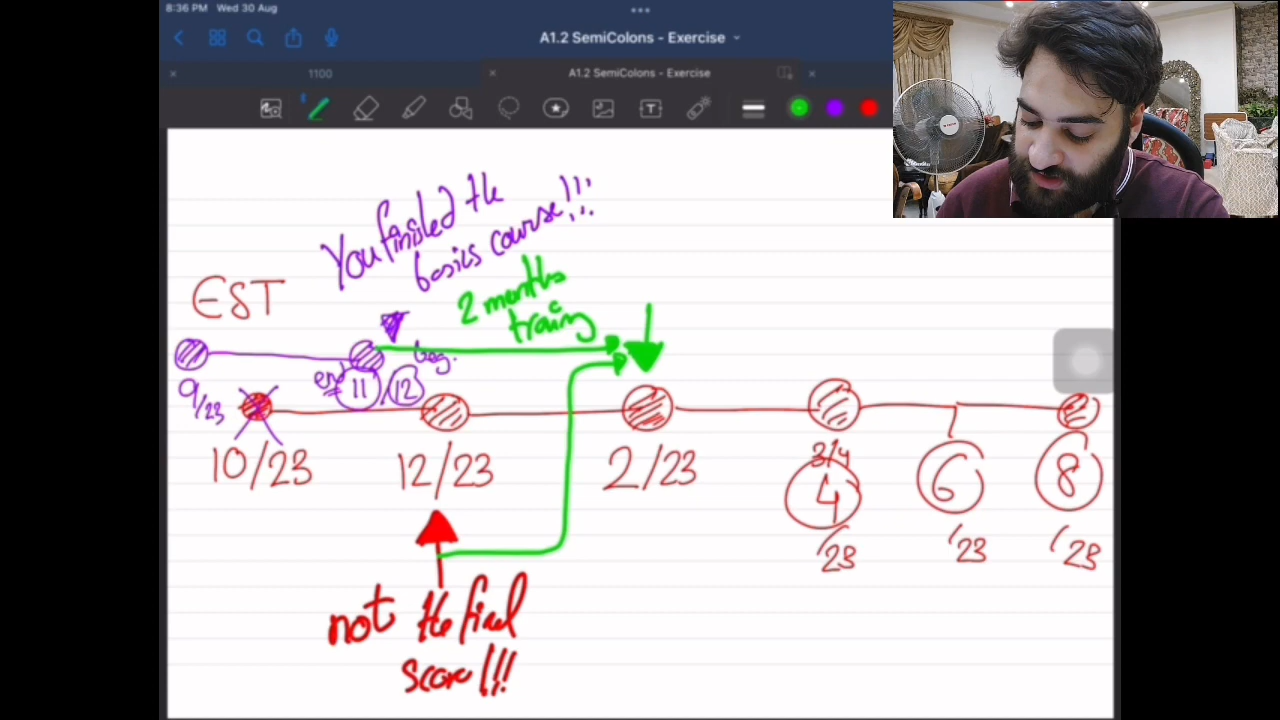 8:36 PM Wed 30 Aug
A1.2 SemiColons - Exercise
1100
A1.2 SemiColons - Exercise
You finished the
basics course!!!
EST
2 months
training
9/23
end
11
12
beg.
10/23
12/23
2/23
3/4
4
/23
6
/23
8
/23
not the final
score!!!